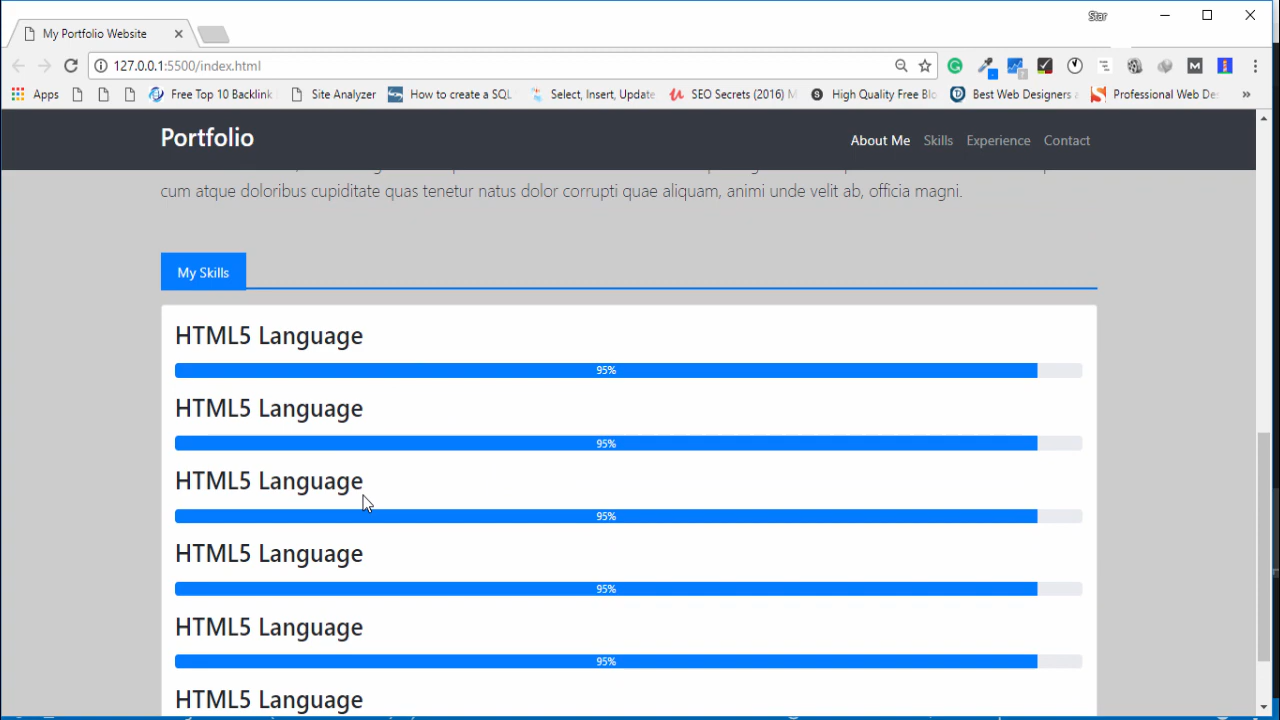 Star
My Portfolio Website
127.0.0.1:5500/index.html
Apps Free Top 10 Backlink Site Analyzer How to create a SQL Select, Insert, Update SEO Secrets (2016) High Quality Free Blo Best Web Designers Professional Web De
Portfolio About Me Skills Experience Contact
cum atque doloribus cupiditate quas tenetur natus dolor corrupti quae aliquam, animi unde velit ab, officia magni.
My Skills
HTML5 Language
95%
HTML5 Language
95%
HTML5 Language
95%
HTML5 Language
95%
HTML5 Language
95%
HTML5 Language